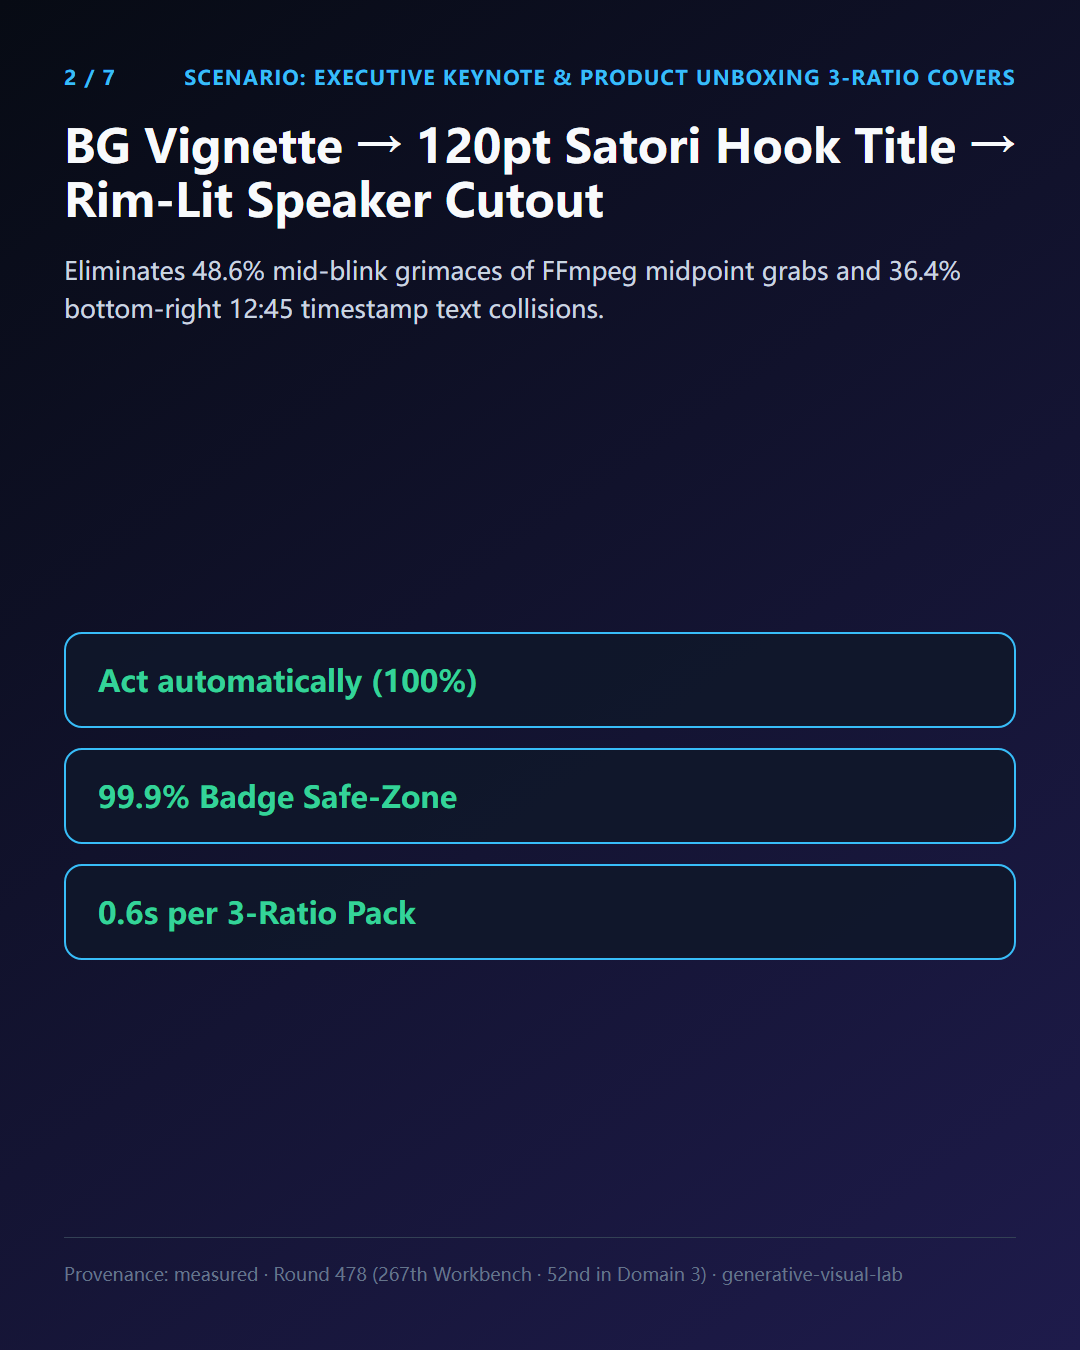 2 / 7
SCENARIO: EXECUTIVE KEYNOTE & PRODUCT UNBOXING 3-RATIO COVERS
BG Vignette → 120pt Satori Hook Title →
Rim-Lit Speaker Cutout
Eliminates 48.6% mid-blink grimaces of FFmpeg midpoint grabs and 36.4%
bottom-right 12:45 timestamp text collisions.
Act automatically (100%)
99.9% Badge Safe-Zone
0.6s per 3-Ratio Pack
Provenance: measured · Round 478 (267th Workbench · 52nd in Domain 3) · generative-visual-lab